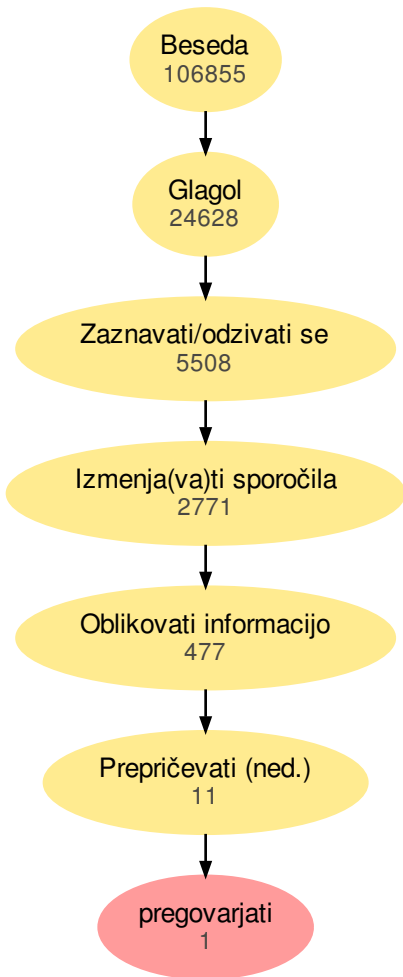 Beseda
106855
Glagol
24628
Zaznavati/odzivati se
5508
Izmenja(va)ti sporočila
2771
Oblikovati informacijo
477
Prepričevati (ned.)
11
pregovarjati
1